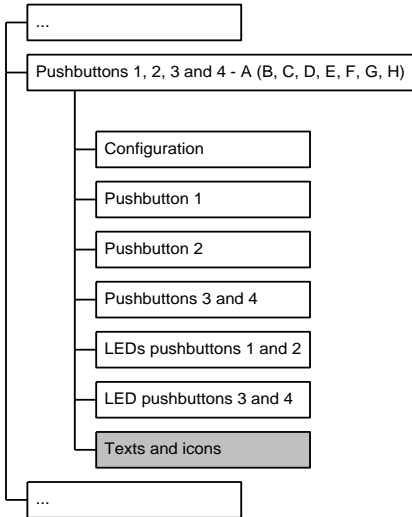 ...
Pushbuttons 1, 2, 3 and 4 - A (B, C, D, E, F, G, H)
Configuration
Pushbutton 1
Pushbutton 2
Pushbuttons 3 and 4
LEDs pushbuttons 1 and 2
LED pushbuttons 3 and 4
Texts and icons
...